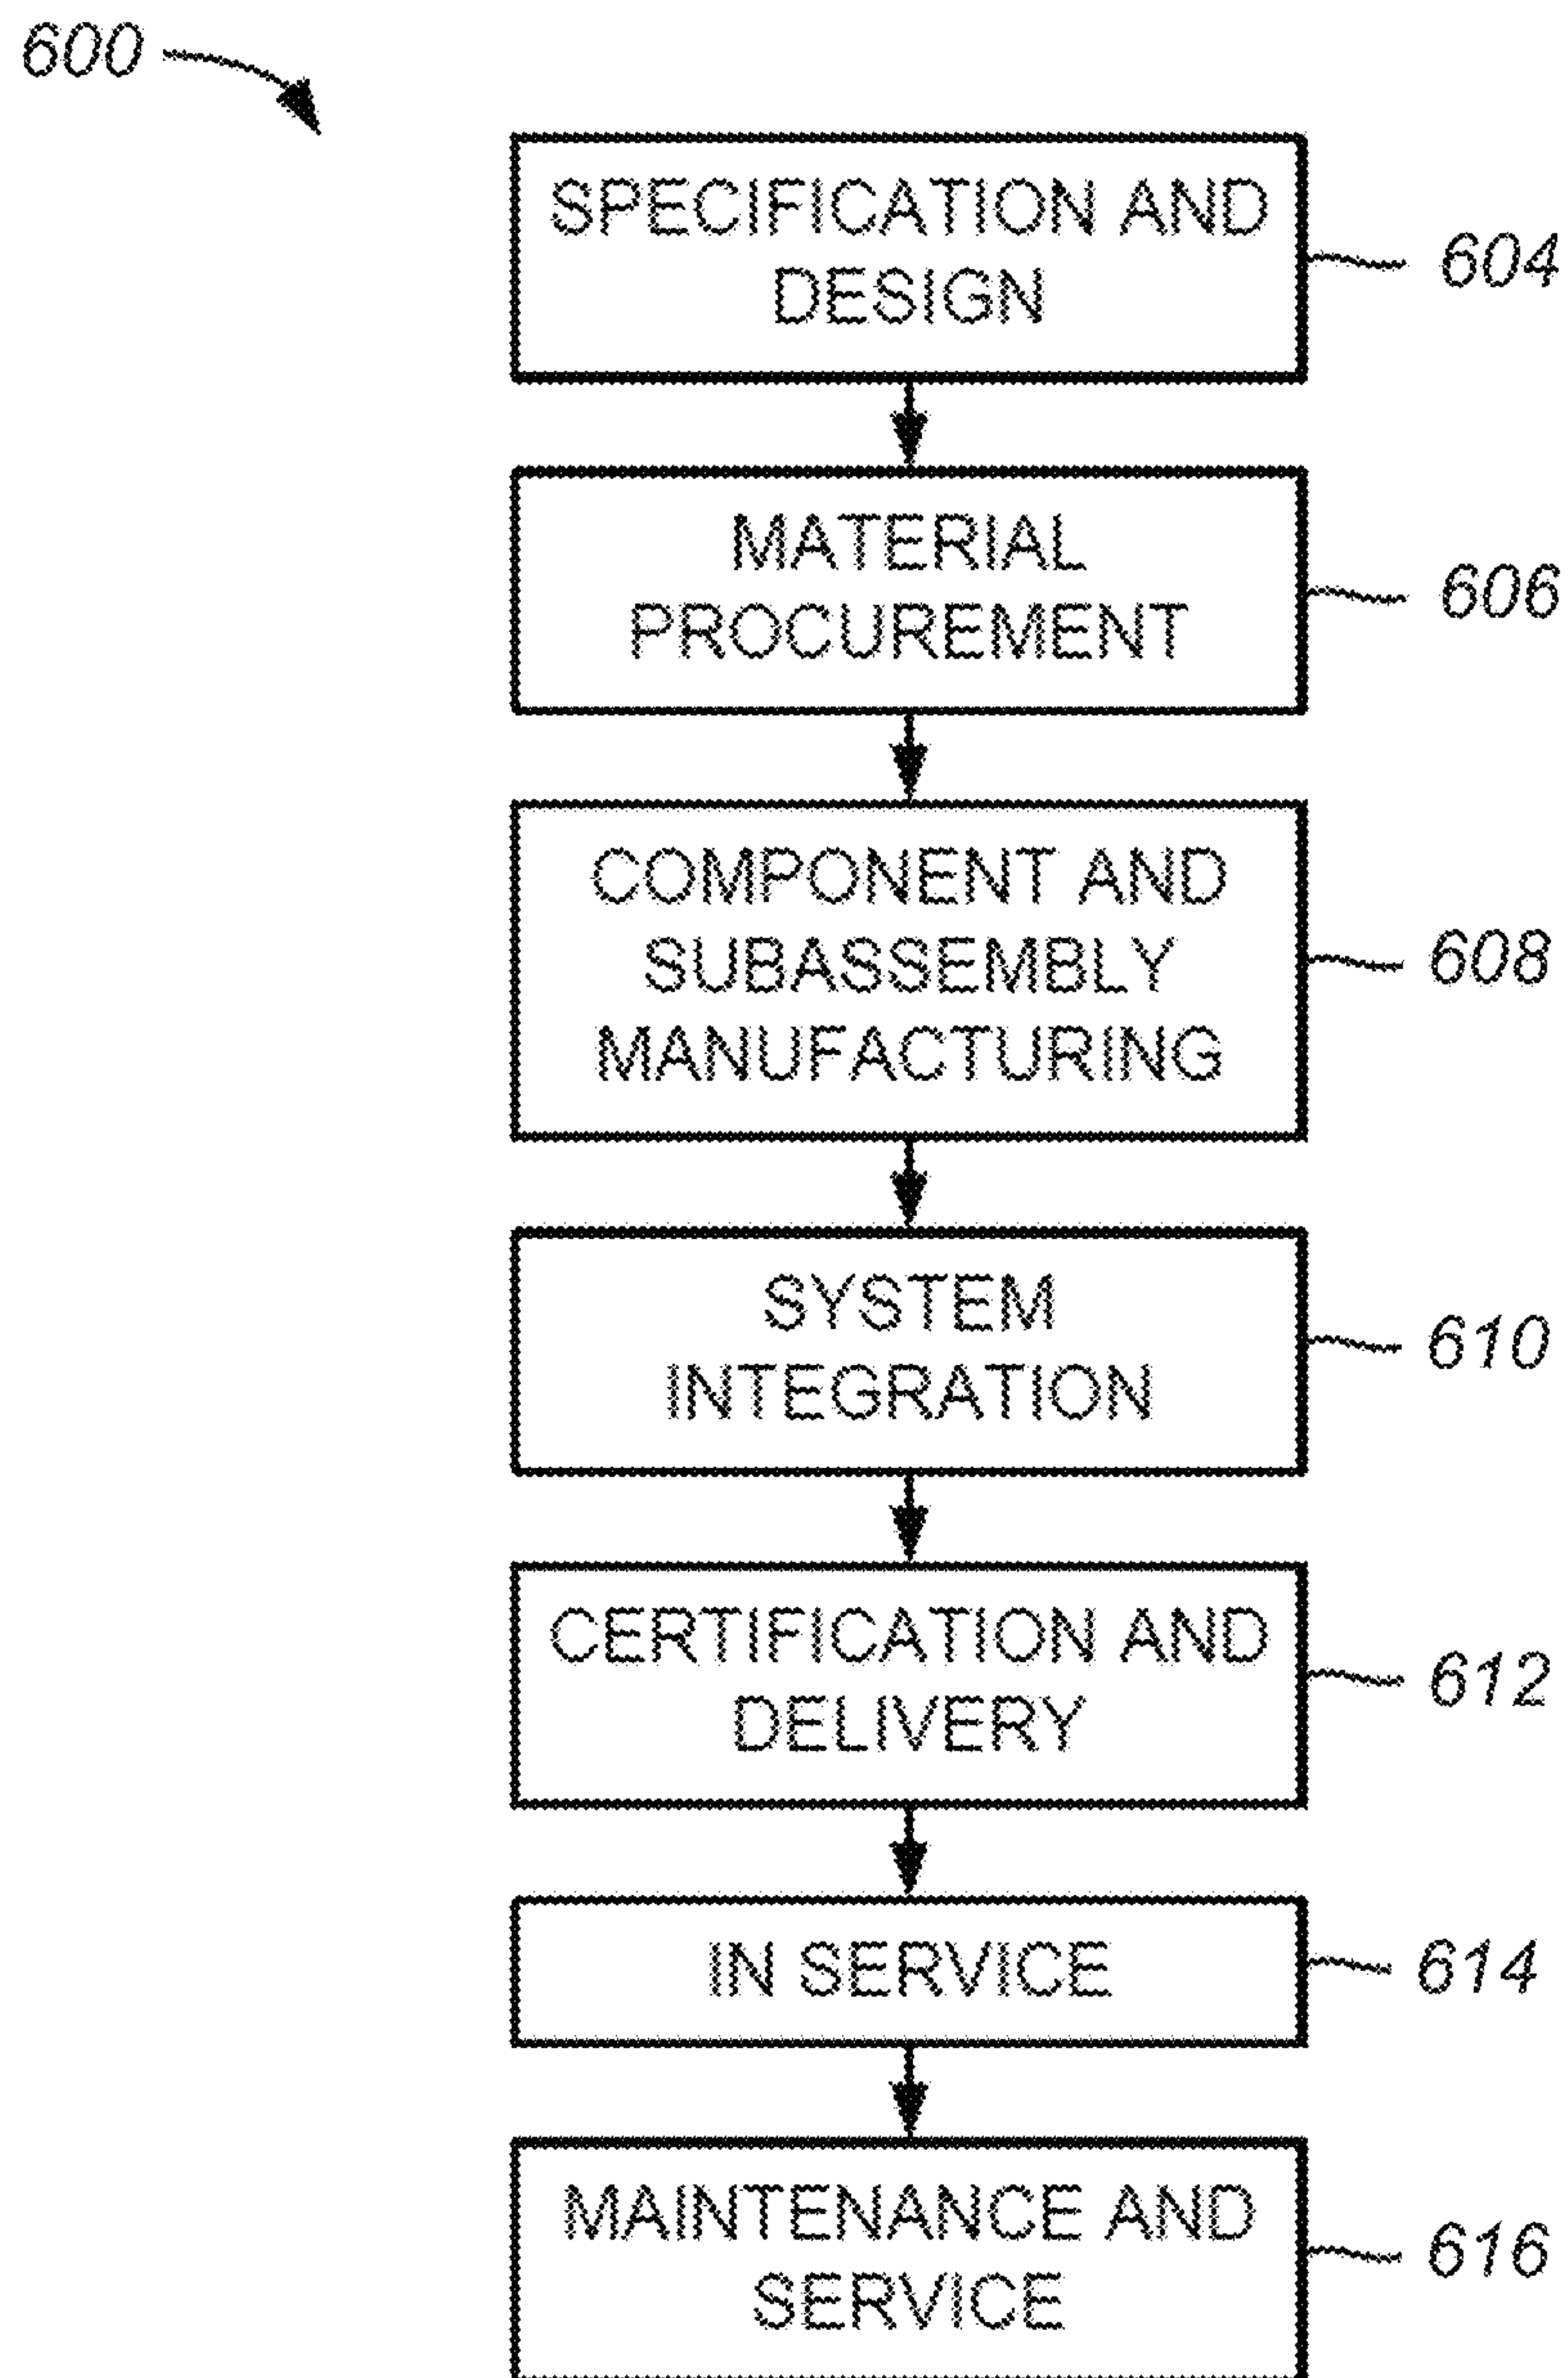 600
SPECIFICATION AND
DESIGN
604
MATERIAL
PROCUREMENT
606
COMPONENT AND
SUBASSEMBLY
MANUFACTURING
608
SYSTEM
INTEGRATION
610
CERTIFICATION AND
DELIVERY
612
IN SERVICE
614
MAINTENANCE AND
SERVICE
616